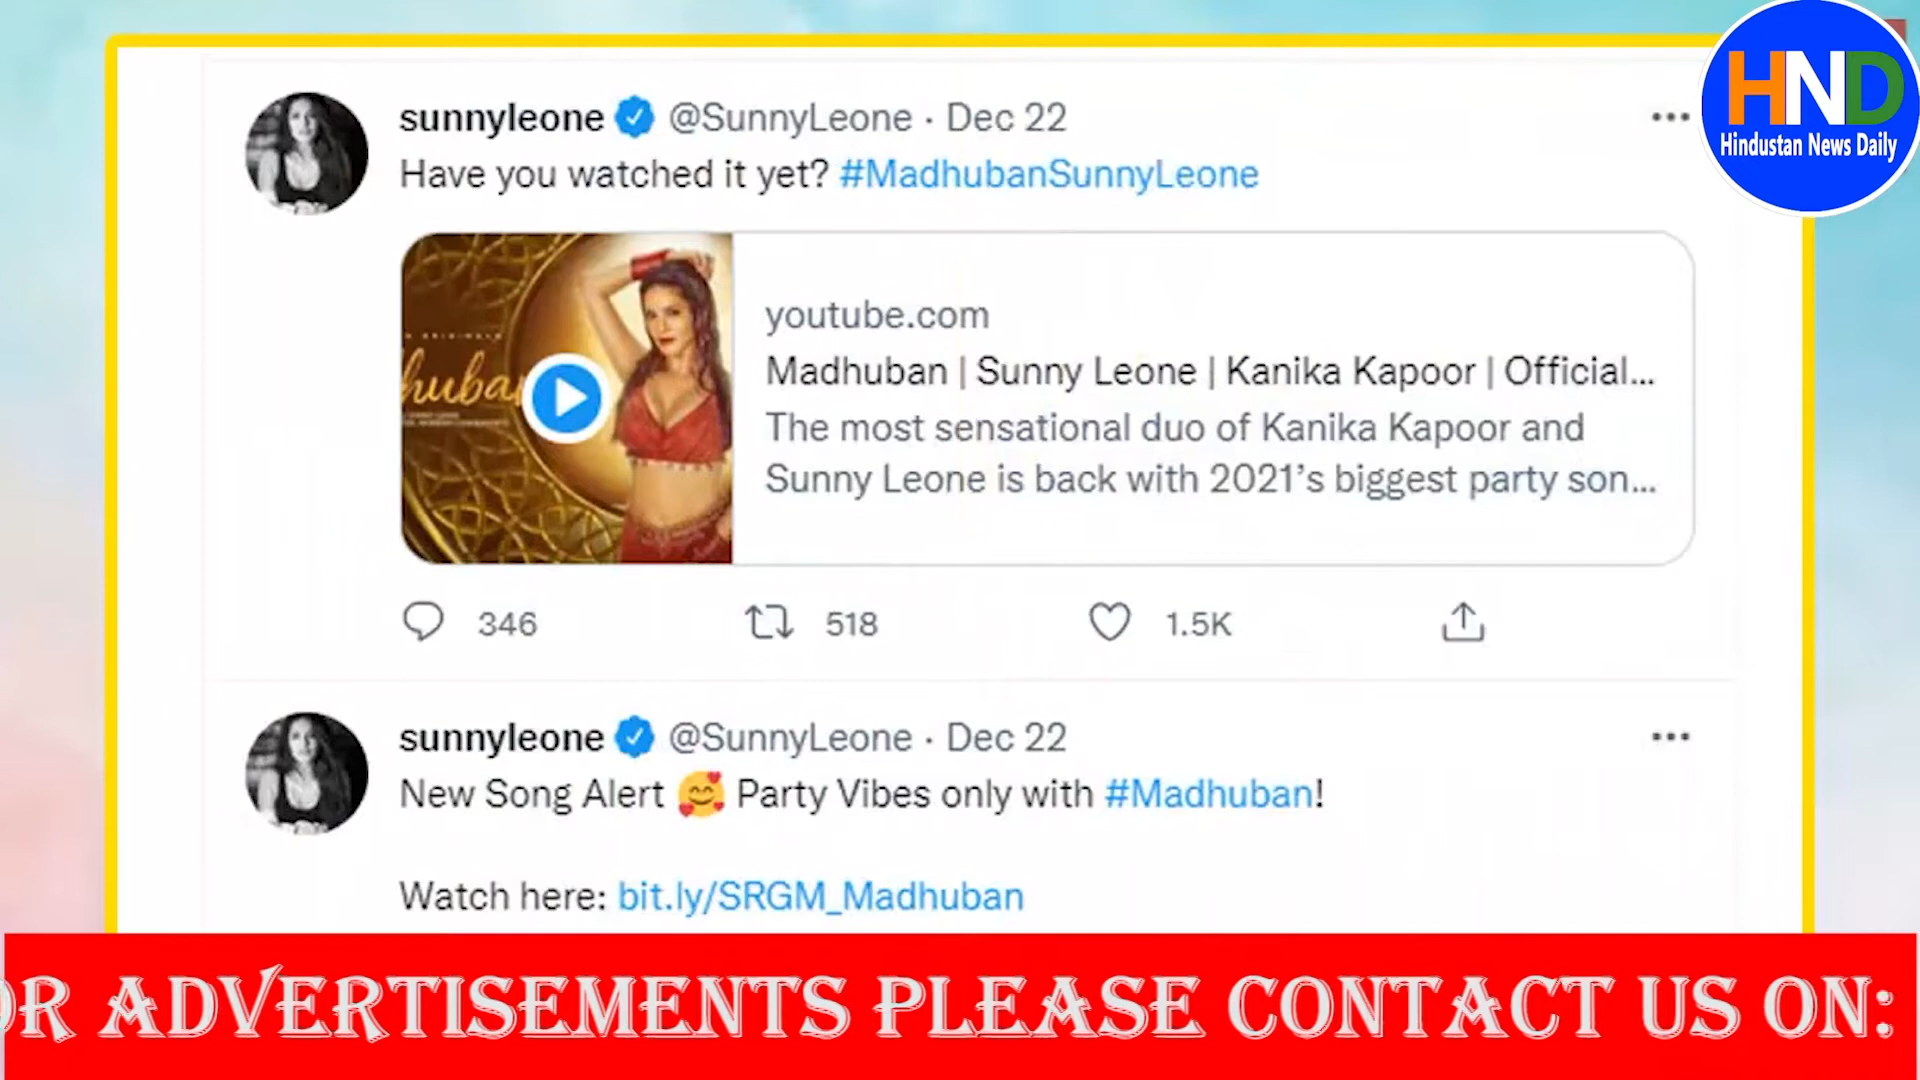 HND
Hindustan News Daily
sunnyleone @SunnyLeone · Dec 22
Have you watched it yet? #MadhubanSunnyLeone
huban
youtube.com
Madhuban | Sunny Leone | Kanika Kapoor | Official...
The most sensational duo of Kanika Kapoor and
Sunny Leone is back with 2021's biggest party son...
346 518 1.5K
sunnyleone @SunnyLeone · Dec 22
New Song Alert 🥰 Party Vibes only with #Madhuban!
Watch here: bit.ly/SRGM_Madhuban
OR ADVERTISEMENTS PLEASE CONTACT US ON: